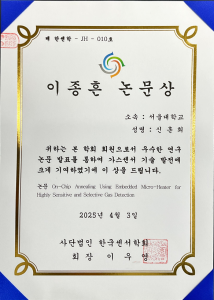 제 한센학 - JH - 010호
이종훈 논문상
소속 : 서울대학교
성명 : 신훈희
귀하는 본 학회 회원으로서 우수한 연구
논문 발표를 통하여 가스센서 기술 발전에
크게 기여하였기에 이 상을 드립니다.
논문 On-Chip Annealing Using Embedded Micro-Heater for
Highly Sensitive and Selective Gas Detection
2025년 4월 3일
사단법인 한국센서학회
회장 이우영